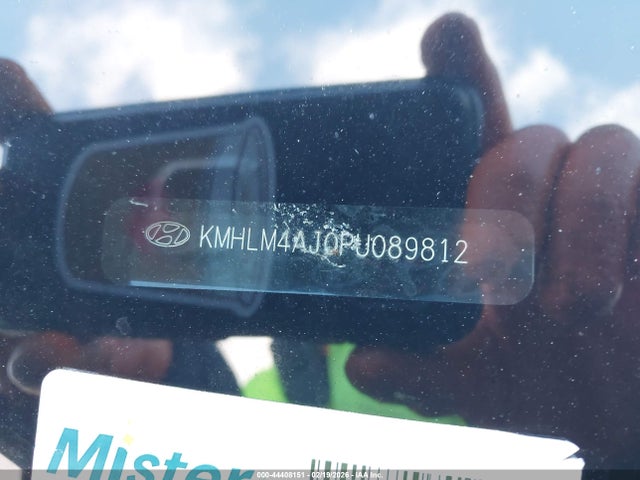 KMHLM4AJ0PU089812
Mister
000-44408151 02/19/2026 IAA Inc.